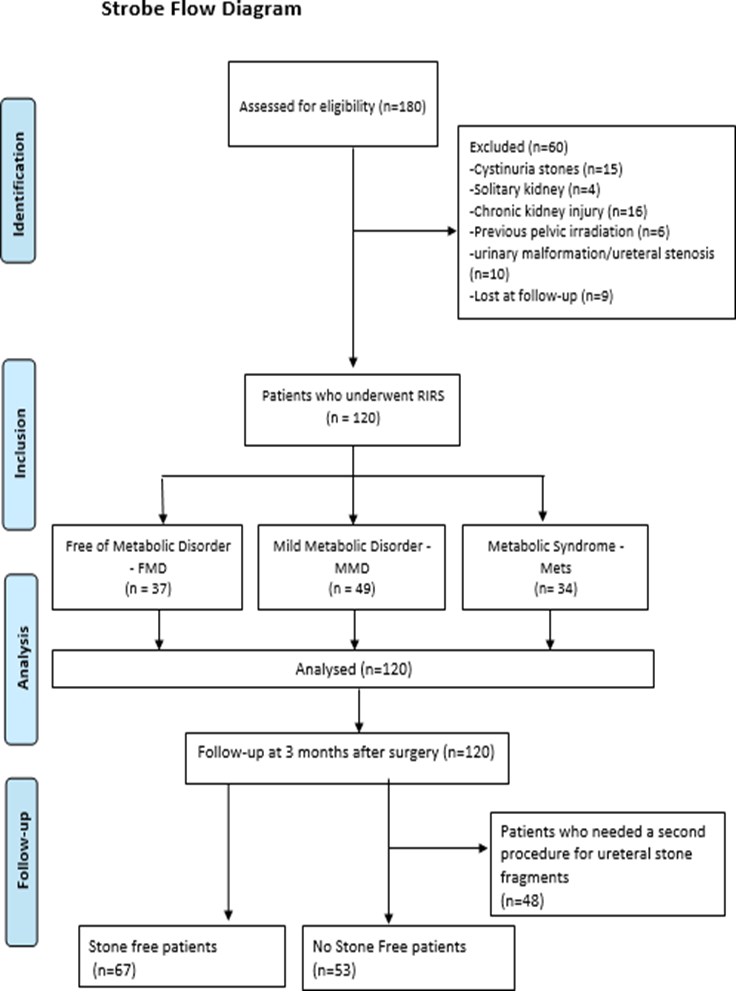 Strobe Flow Diagram
Identification
Assessed for eligibility (n=180)
Excluded (n=60)
-Cystinuria stones (n=15)
-Solitary kidney (n=4)
-Chronic kidney injury (n=16)
-Previous pelvic irradiation (n=6)
-urinary malformation/ureteral stenosis
(n=10)
-Lost at follow-up (n=9)
Inclusion
Patients who underwent RIRS
(n = 120)
Free of Metabolic Disorder
- FMD
(n = 37)
Mild Metabolic Disorder -
MMD
(n = 49)
Metabolic Syndrome -
Mets
(n= 34)
Analysis
Analysed (n=120)
Follow-up at 3 months after surgery (n=120)
Follow-up
Patients who needed a second
procedure for ureteral stone
fragments
(n=48)
Stone free patients
(n=67)
No Stone Free patients
(n=53)